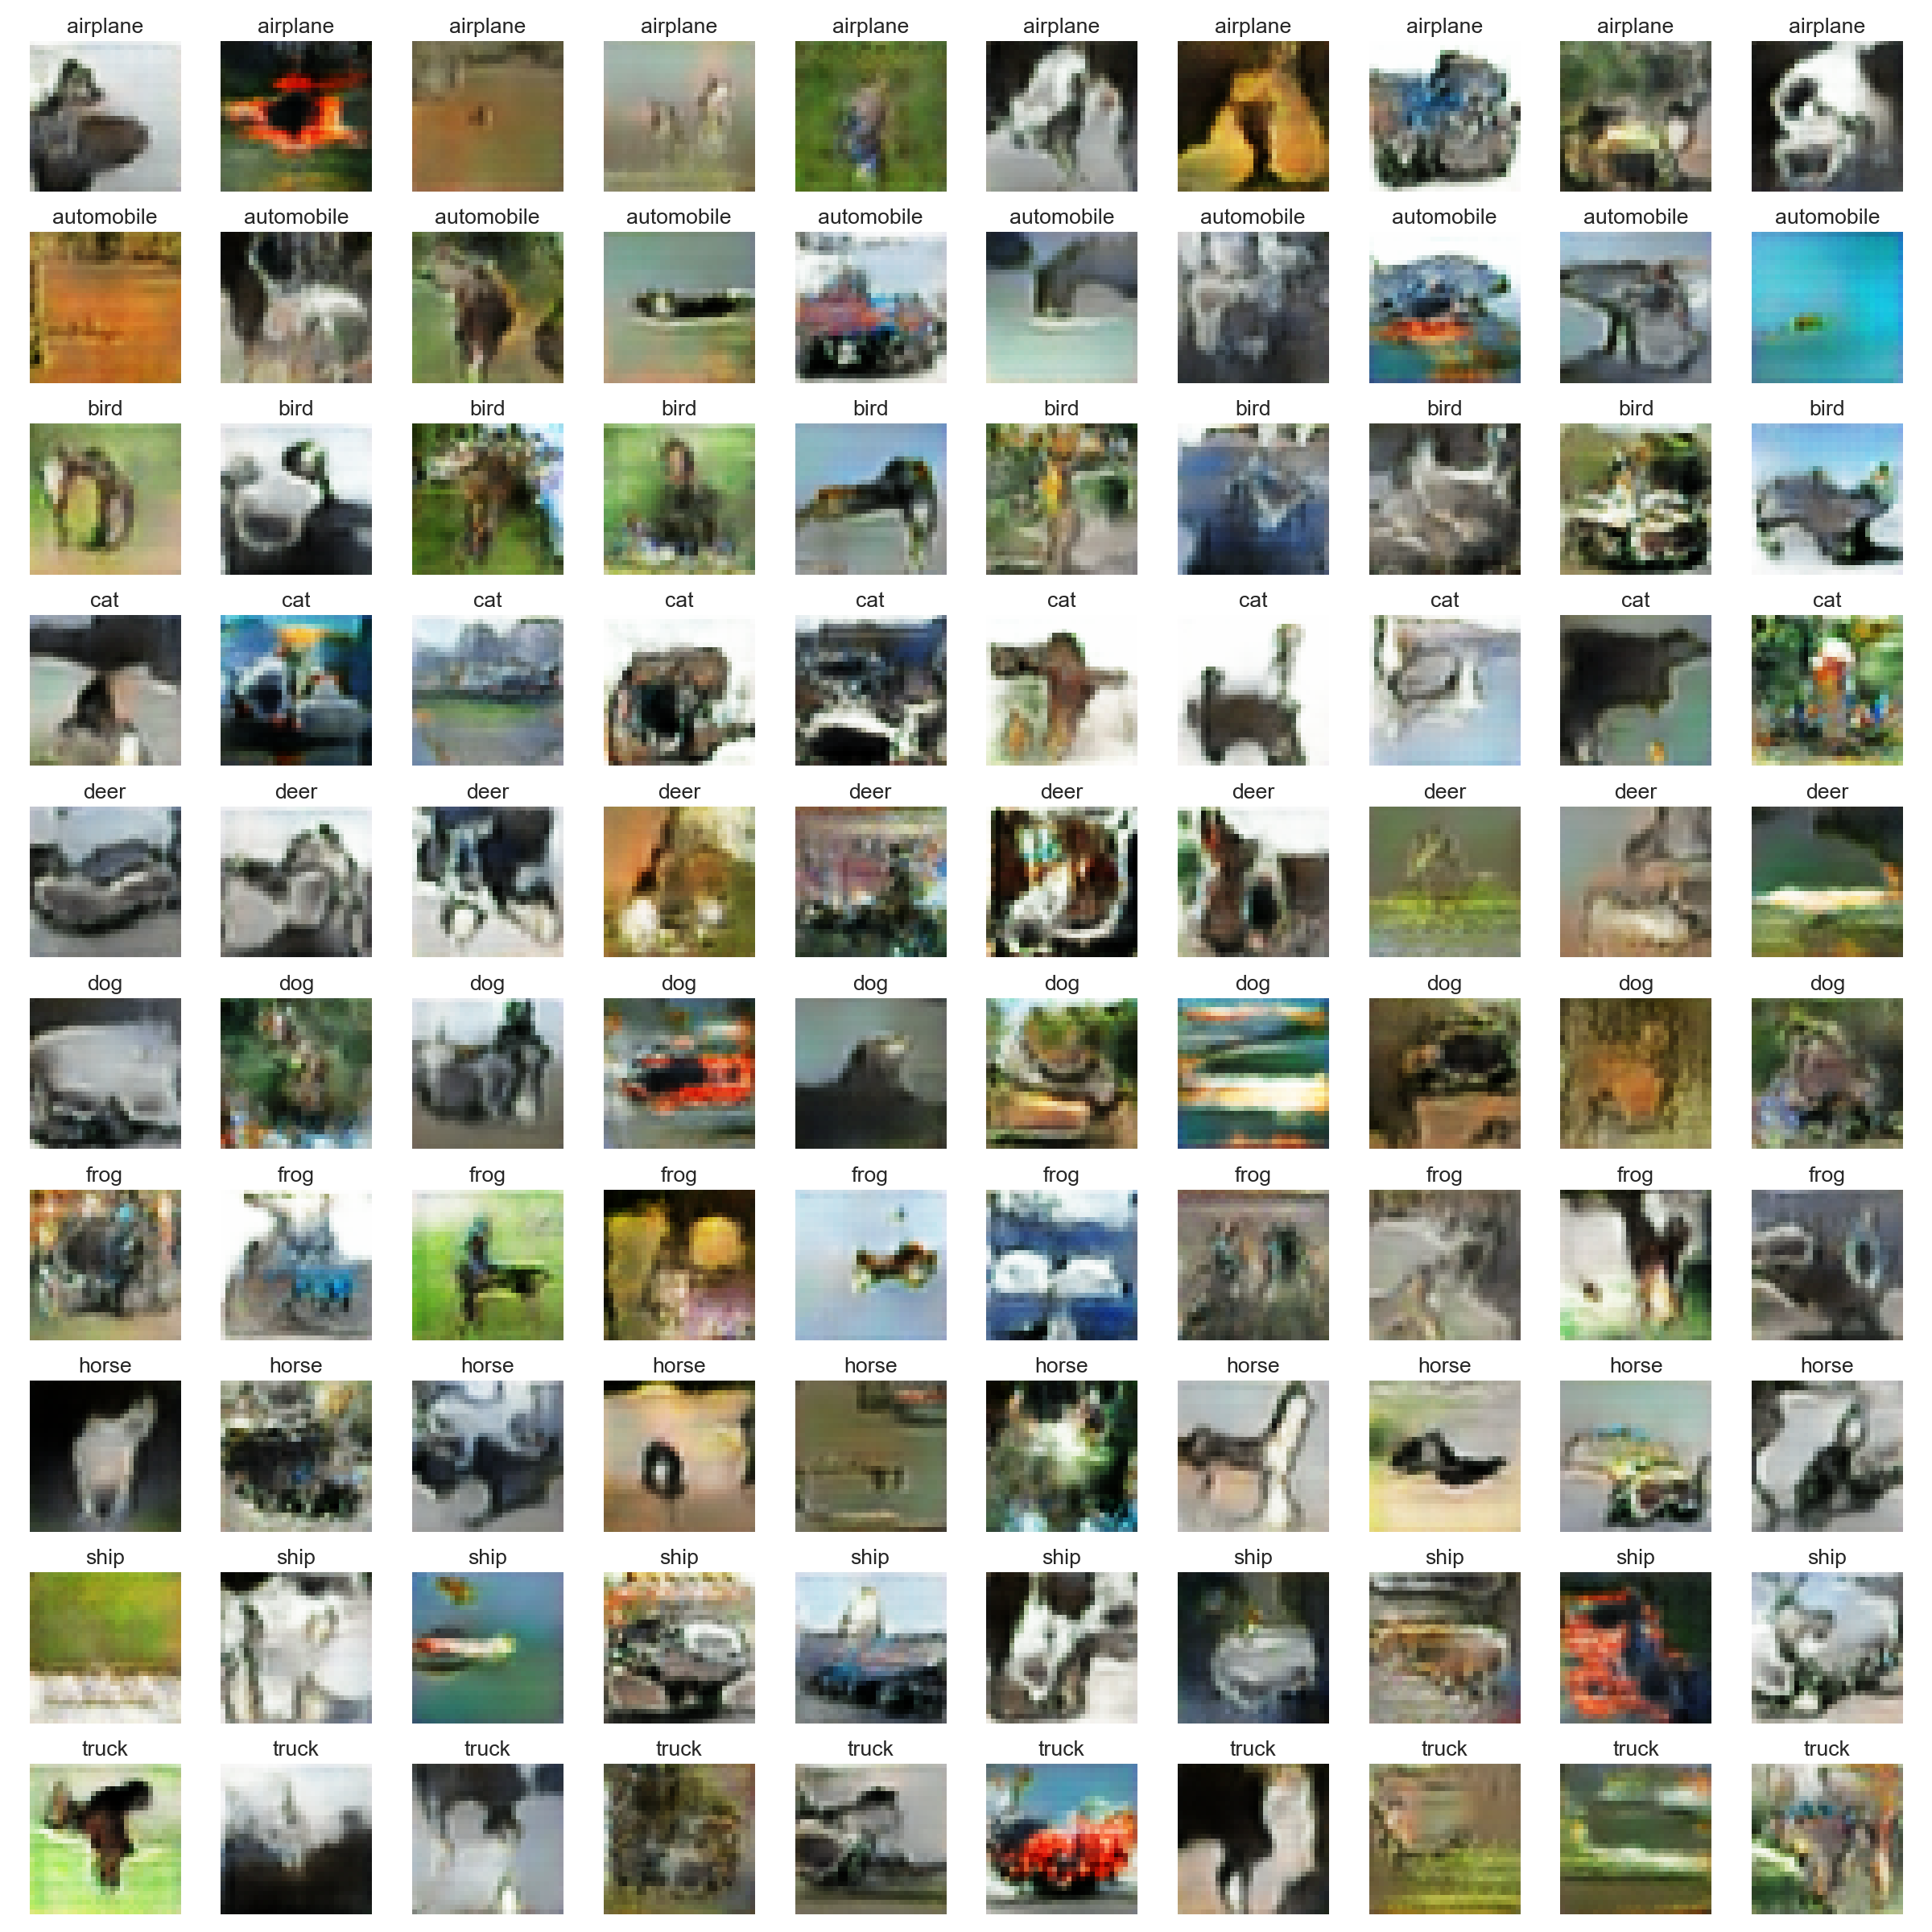 airplane airplane airplane airplane airplane airplane airplane airplane airplane airplane
automobile automobile automobile automobile automobile automobile automobile automobile automobile automobile
bird bird bird bird bird bird bird bird bird bird
cat cat cat cat cat cat cat cat cat cat
deer deer deer deer deer deer deer deer deer deer
dog dog dog dog dog dog dog dog dog dog
frog frog frog frog frog frog frog frog frog frog
horse horse horse horse horse horse horse horse horse horse
ship ship ship ship ship ship ship ship ship ship
truck truck truck truck truck truck truck truck truck truck